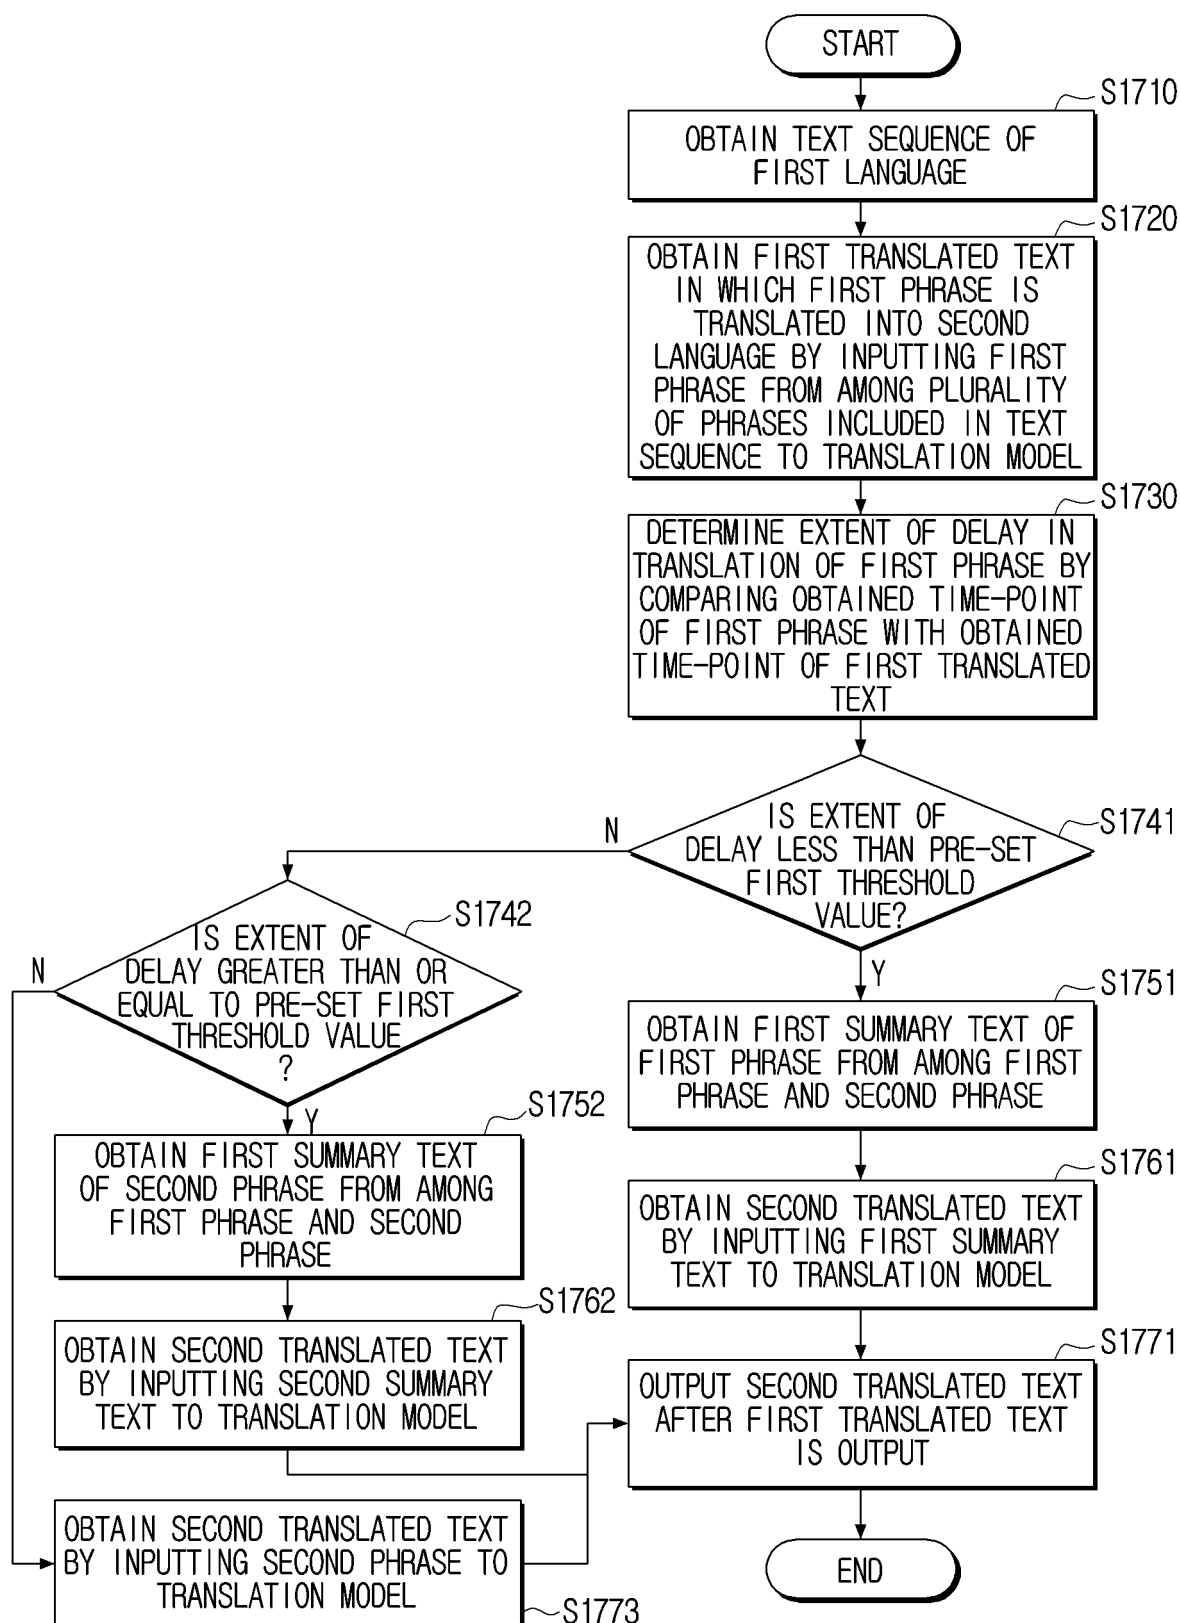 START
S1710
OBTAIN TEXT SEQUENCE OF
FIRST LANGUAGE
S1720
OBTAIN FIRST TRANSLATED TEXT
IN WHICH FIRST PHRASE IS
TRANSLATED INTO SECOND
LANGUAGE BY INPUTTING FIRST
PHRASE FROM AMONG PLURALITY
OF PHRASES INCLUDED IN TEXT
SEQUENCE TO TRANSLATION MODEL
S1730
DETERMINE EXTENT OF DELAY IN
TRANSLATION OF FIRST PHRASE BY
COMPARING OBTAINED TIME-POINT
OF FIRST PHRASE WITH OBTAINED
TIME-POINT OF FIRST TRANSLATED
TEXT
S1741
IS EXTENT OF
DELAY LESS THAN PRE-SET
FIRST THRESHOLD
VALUE?
N
Y
S1742
IS EXTENT OF
DELAY GREATER THAN OR
EQUAL TO PRE-SET FIRST
THRESHOLD VALUE
?
N
Y
S1751
OBTAIN FIRST SUMMARY TEXT OF
FIRST PHRASE FROM AMONG FIRST
PHRASE AND SECOND PHRASE
S1752
OBTAIN FIRST SUMMARY TEXT
OF SECOND PHRASE FROM AMONG
FIRST PHRASE AND SECOND
PHRASE
S1761
OBTAIN SECOND TRANSLATED TEXT
BY INPUTTING FIRST SUMMARY
TEXT TO TRANSLATION MODEL
S1762
OBTAIN SECOND TRANSLATED TEXT
BY INPUTTING SECOND SUMMARY
TEXT TO TRANSLATION MODEL
S1771
OUTPUT SECOND TRANSLATED TEXT
AFTER FIRST TRANSLATED TEXT
IS OUTPUT
OBTAIN SECOND TRANSLATED TEXT
BY INPUTTING SECOND PHRASE TO
TRANSLATION MODEL
S1773
END